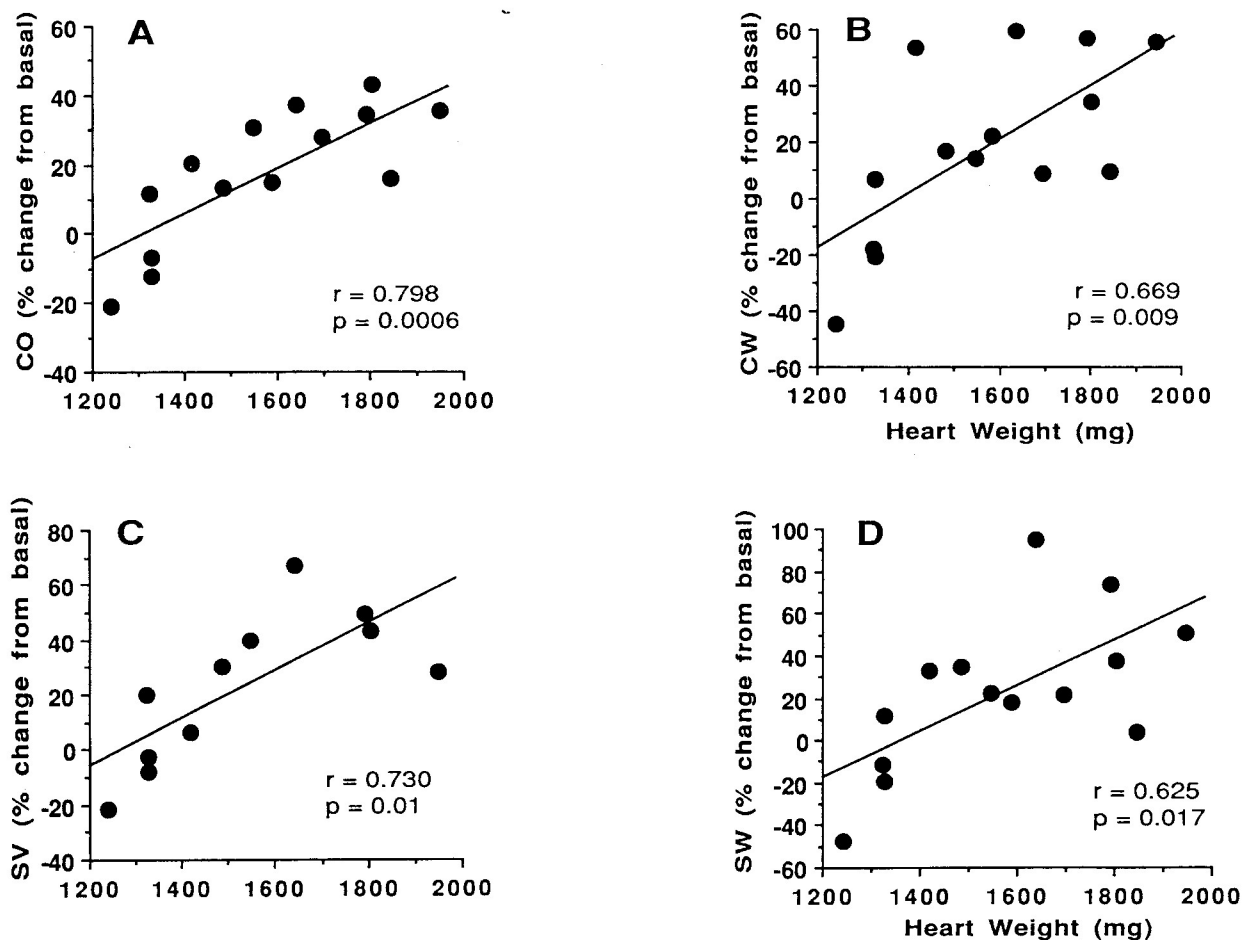 A
CO (% change from basal)
60
40
20
0
-20
-40
1200 1400 1600 1800 2000
r = 0.798
p = 0.0006
B
CW (% change from basal)
60
40
20
0
-20
-40
-60
1200 1400 1600 1800 2000
Heart Weight (mg)
r = 0.669
p = 0.009
C
SV (% change from basal)
80
60
40
20
0
-20
-40
1200 1400 1600 1800 2000
r = 0.730
p = 0.01
D
SW (% change from basal)
100
80
60
40
20
0
-20
-40
-60
1200 1400 1600 1800 2000
Heart Weight (mg)
r = 0.625
p = 0.017